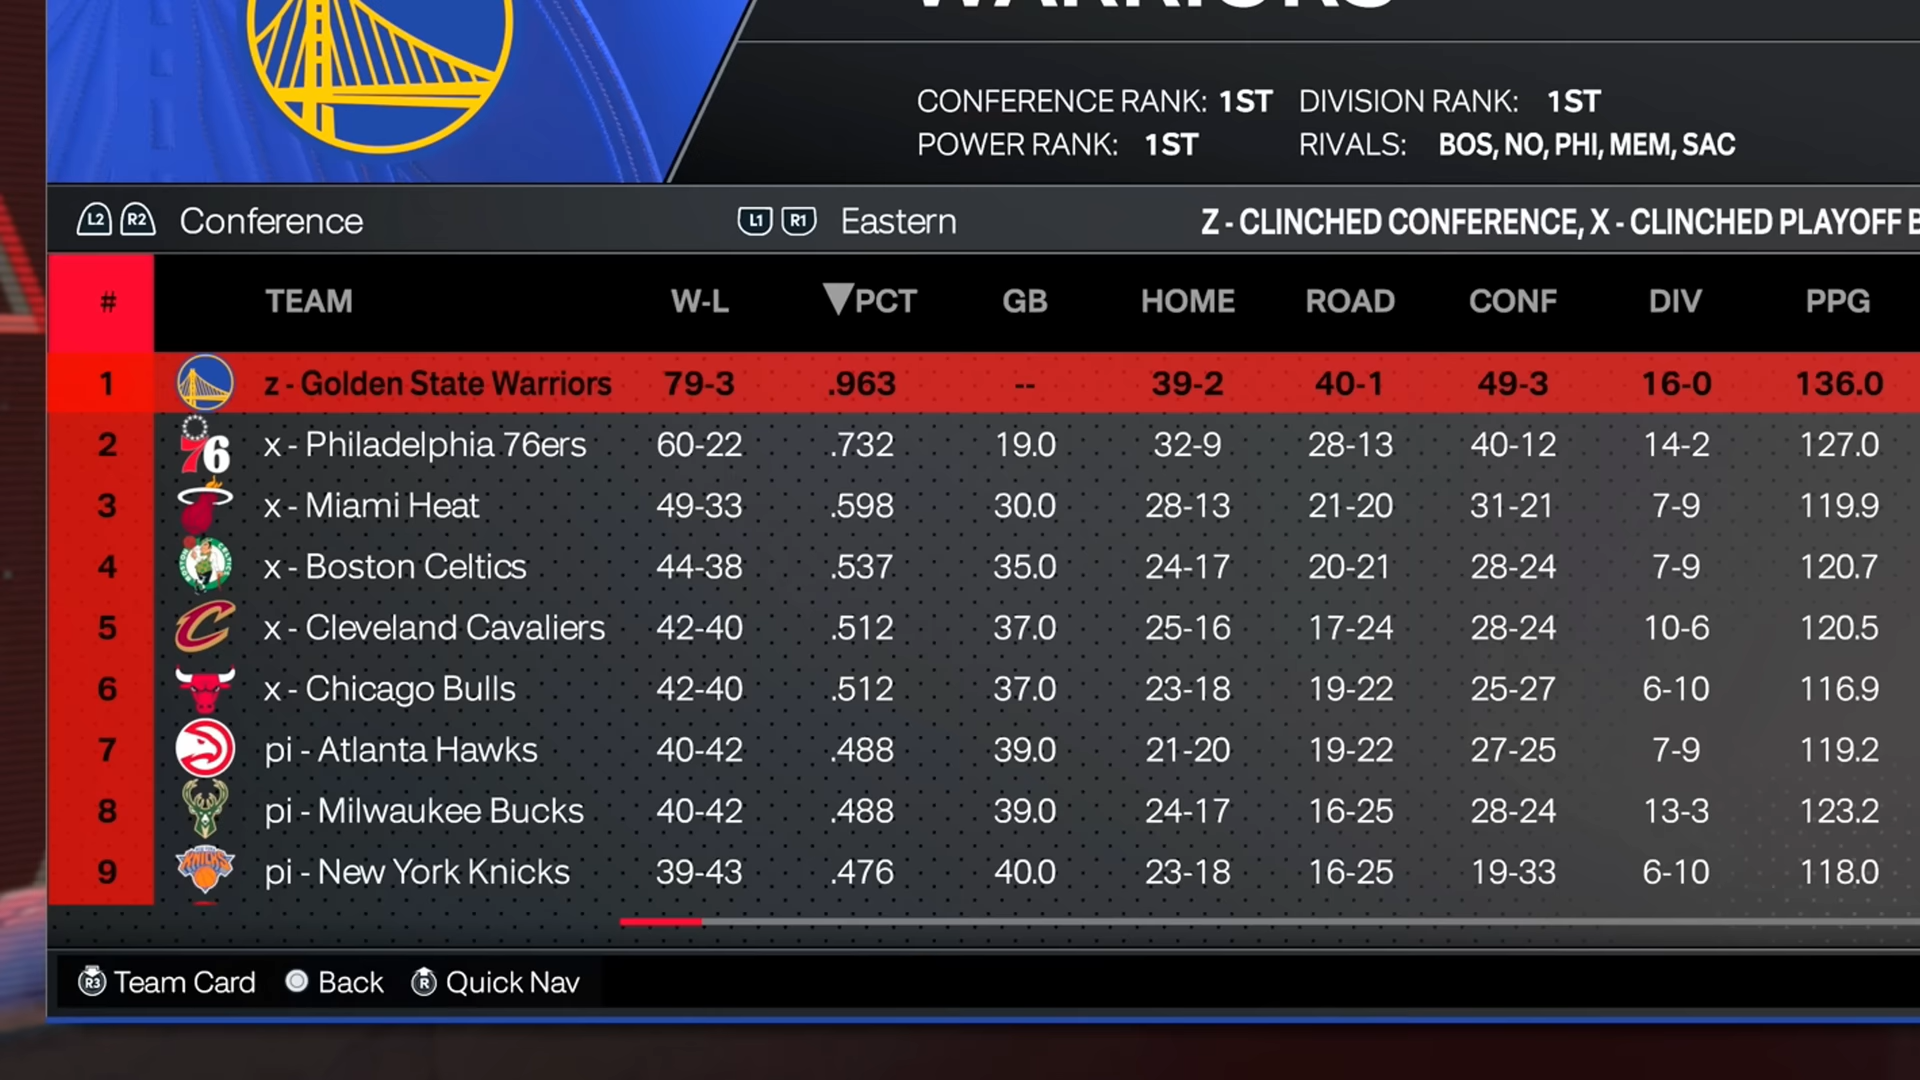 WARRIORS
CONFERENCE RANK: 1ST DIVISION RANK: 1ST
POWER RANK: 1ST RIVALS: BOS, NO, PHI, MEM, SAC
L2 R2 Conference L1 R1 Eastern Z - CLINCHED CONFERENCE, X - CLINCHED PLAYOFF B
# TEAM W-L ▼PCT GB HOME ROAD CONF DIV PPG
1 z - Golden State Warriors 79-3 .963 -- 39-2 40-1 49-3 16-0 136.0
2 76 x - Philadelphia 76ers 60-22 .732 19.0 32-9 28-13 40-12 14-2 127.0
3 x - Miami Heat 49-33 .598 30.0 28-13 21-20 31-21 7-9 119.9
4 x - Boston Celtics 44-38 .537 35.0 24-17 20-21 28-24 7-9 120.7
5 C x - Cleveland Cavaliers 42-40 .512 37.0 25-16 17-24 28-24 10-6 120.5
6 x - Chicago Bulls 42-40 .512 37.0 23-18 19-22 25-27 6-10 116.9
7 pi - Atlanta Hawks 40-42 .488 39.0 21-20 19-22 27-25 7-9 119.2
8 pi - Milwaukee Bucks 40-42 .488 39.0 24-17 16-25 28-24 13-3 123.2
9 KNICKS pi - New York Knicks 39-43 .476 40.0 23-18 16-25 19-33 6-10 118.0
R3 Team Card Back R Quick Nav